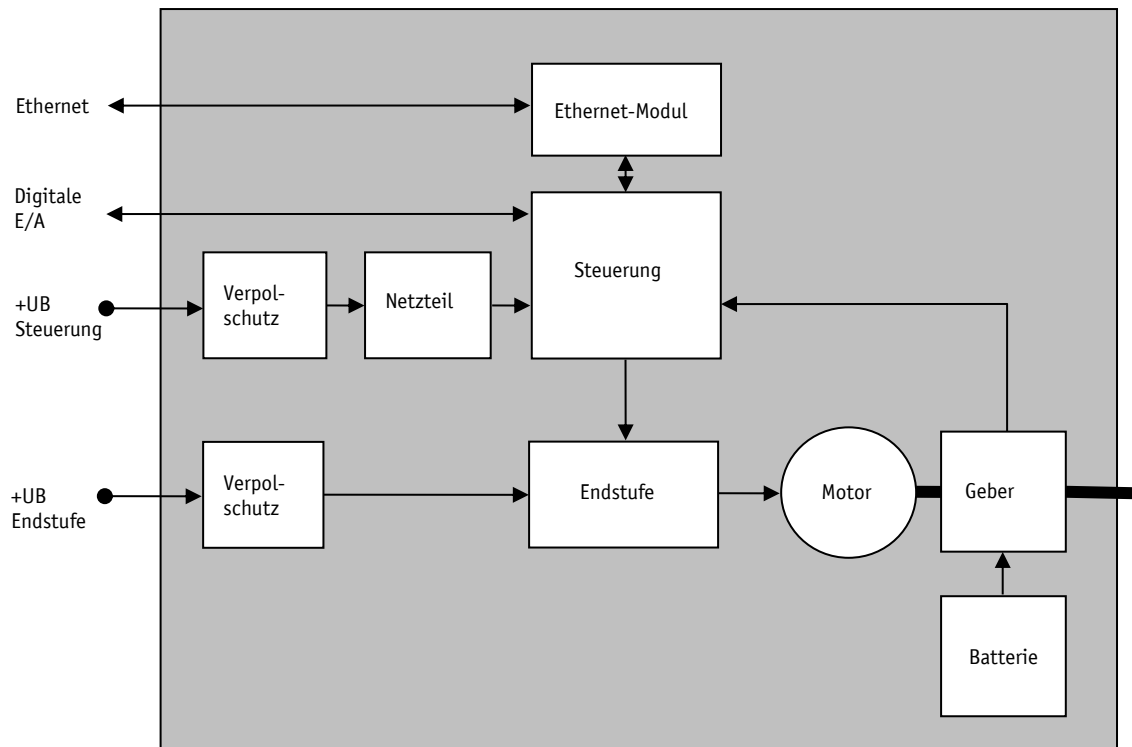 Ethernet
Ethernet-Modul
Digitale
E/A
Steuerung
+UB
Steuerung
Verpol-
schutz
Netzteil
+UB
Endstufe
Verpol-
schutz
Endstufe
Motor
Geber
Batterie